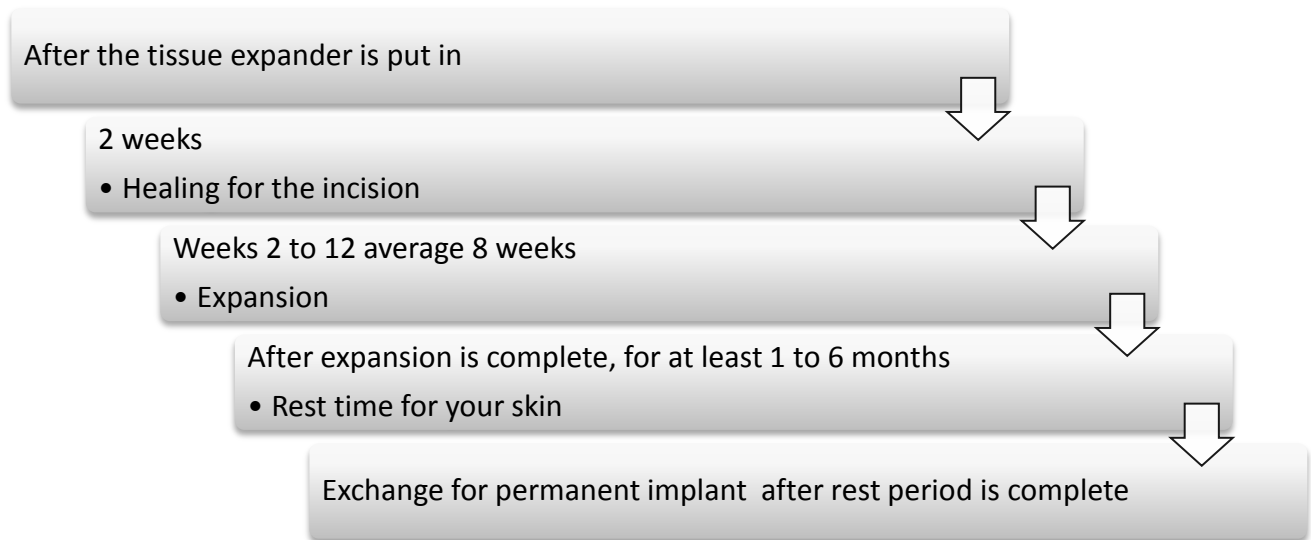 After the tissue expander is put in
2 weeks
• Healing for the incision
Weeks 2 to 12 average 8 weeks
• Expansion
After expansion is complete, for at least 1 to 6 months
• Rest time for your skin
Exchange for permanent implant  after rest period is complete